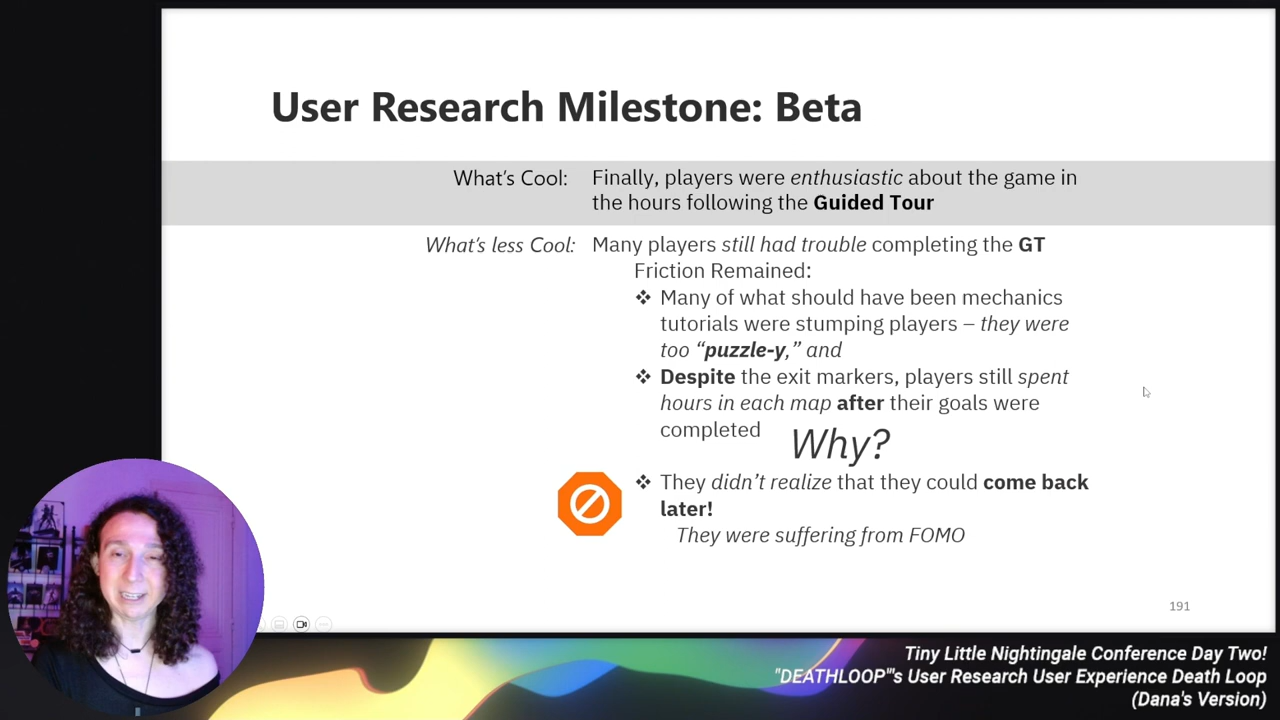 User Research Milestone: Beta
What's Cool: Finally, players were enthusiastic about the game in
the hours following the Guided Tour
What's less Cool: Many players still had trouble completing the GT
Friction Remained:
❖ Many of what should have been mechanics
tutorials were stumping players – they were
too “puzzle-y,” and
❖ Despite the exit markers, players still spent
hours in each map after their goals were
completed Why?
❖ They didn't realize that they could come back
later!
They were suffering from FOMO
191
Tiny Little Nightingale Conference Day Two!
"DEATHLOOP"'s User Research User Experience Death Loop
(Dana's Version)